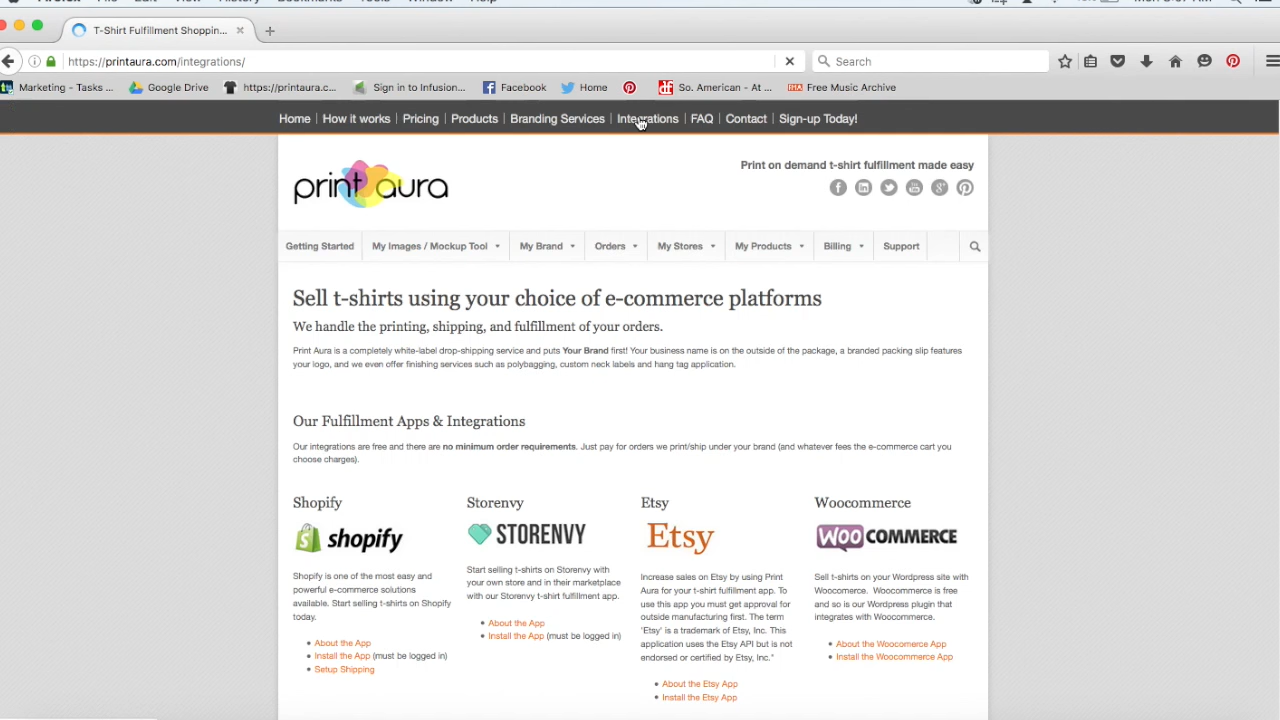 T-Shirt Fulfillment Shoppin...
https://printaura.com/integrations/
Search
Marketing - Tasks ...
Google Drive
https://printaura.c...
Sign in to Infusion...
Facebook
Home
So. American - At ...
Free Music Archive
Home | How it works | Pricing | Products | Branding Services | Integrations | FAQ | Contact | Sign-up Today!
print aura
Print on demand t-shirt fulfillment made easy
Getting Started
My Images / Mockup Tool
My Brand
Orders
My Stores
My Products
Billing
Support
Sell t-shirts using your choice of e-commerce platforms
We handle the printing, shipping, and fulfillment of your orders.
Print Aura is a completely white-label drop-shipping service and puts Your Brand first! Your business name is on the outside of the package, a branded packing slip features
your logo, and we even offer finishing services such as polybagging, custom neck labels and hang tag application.
Our Fulfillment Apps & Integrations
Our integrations are free and there are no minimum order requirements. Just pay for orders we print/ship under your brand (and whatever fees the e-commerce cart you
choose charges).
Shopify
shopify
Shopify is one of the most easy and
powerful e-commerce solutions
available. Start selling t-shirts on Shopify
today.
• About the App
• Install the App (must be logged in)
• Setup Shipping
Storenvy
STORENVY
Start selling t-shirts on Storenvy with
your own store and in their marketplace
with our Storenvy t-shirt fulfillment app.
• About the App
• Install the App (must be logged in)
Etsy
Etsy
Increase sales on Etsy by using Print
Aura for your t-shirt fulfillment app. To
use this app you must get approval for
outside manufacturing first. The term
'Etsy' is a trademark of Etsy, Inc. This
application uses the Etsy API but is not
endorsed or certified by Etsy, Inc."
• About the Etsy App
• Install the Etsy App
Woocommerce
WOO COMMERCE
Sell t-shirts on your Wordpress site with
Woocomerce. Woocommerce is free
and so is our Wordpress plugin that
integrates with Woocommerce.
• About the Woocomerce App
• Install the Woocommerce App